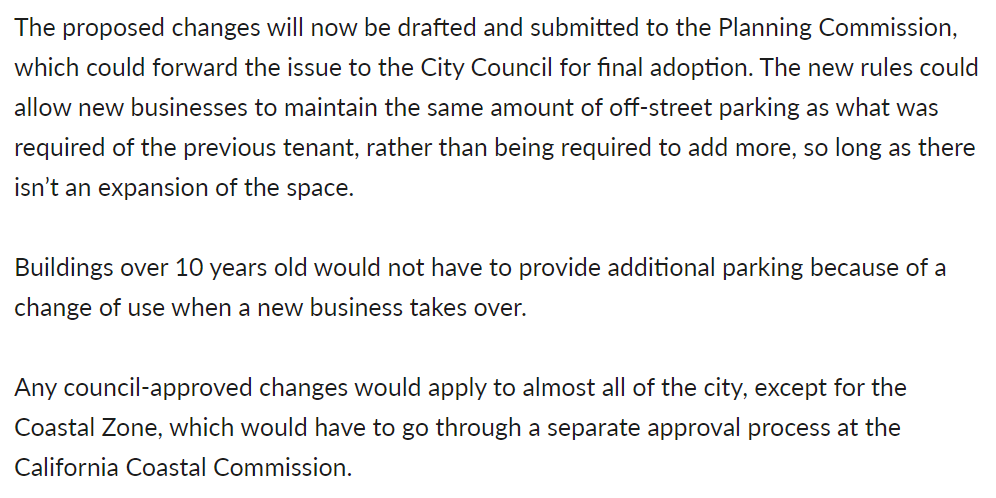 The proposed changes will now be drafted and submitted to the Planning Commission,
which could forward the issue to the City Council for final adoption. The new rules could
allow new businesses to maintain the same amount of off-street parking as what was
required of the previous tenant, rather than being required to add more, so long as there
isn’t an expansion of the space.
Buildings over 10 years old would not have to provide additional parking because of a
change of use when a new business takes over.
Any council-approved changes would apply to almost all of the city, except for the
Coastal Zone, which would have to go through a separate approval process at the
California Coastal Commission.